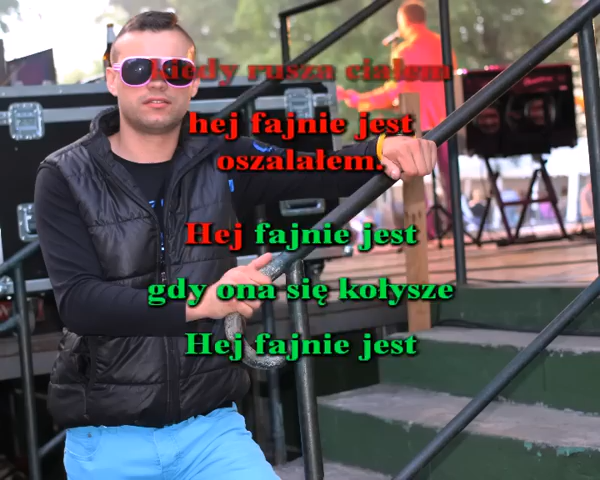 kiedy rusza ciałem
hej fajnie jest
oszalałem.
Hej fajnie jest
gdy ona się kołysze
Hej fajnie jest